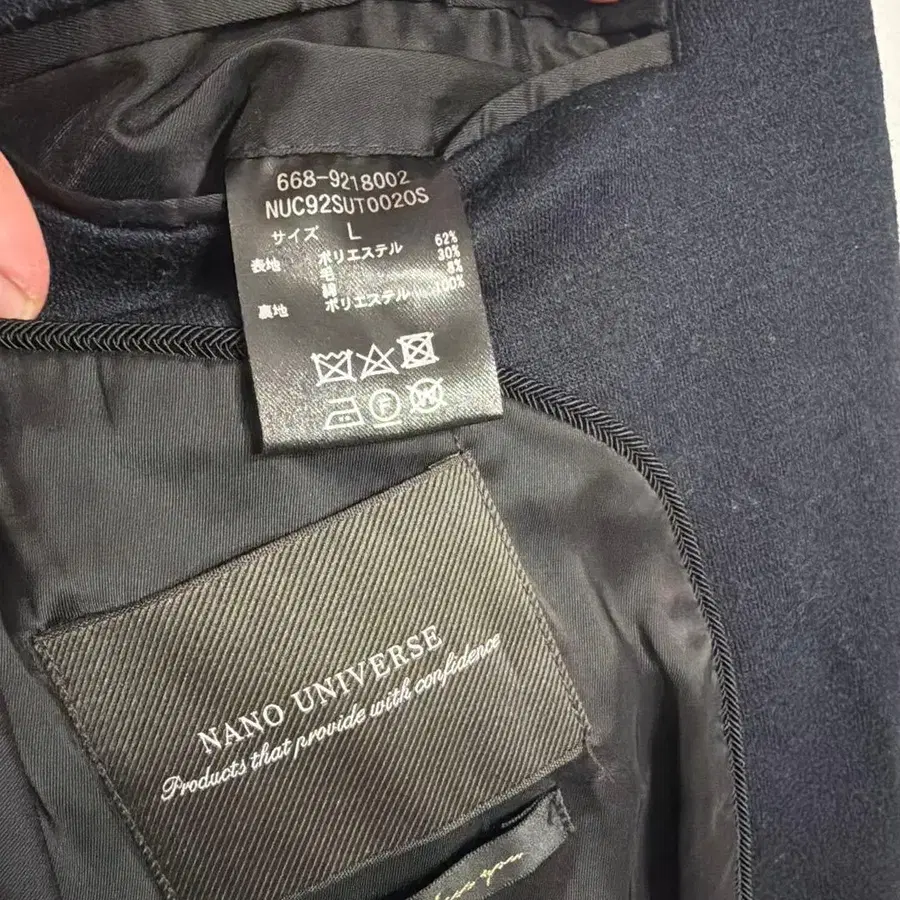 668-9218002
NUC92SUT0020S
サイズ L
表地 ポリエステル 62%
毛 30%
綿 8%
裏地 ポリエステル 100%
F W
NANO UNIVERSE
Products that provide with confidence